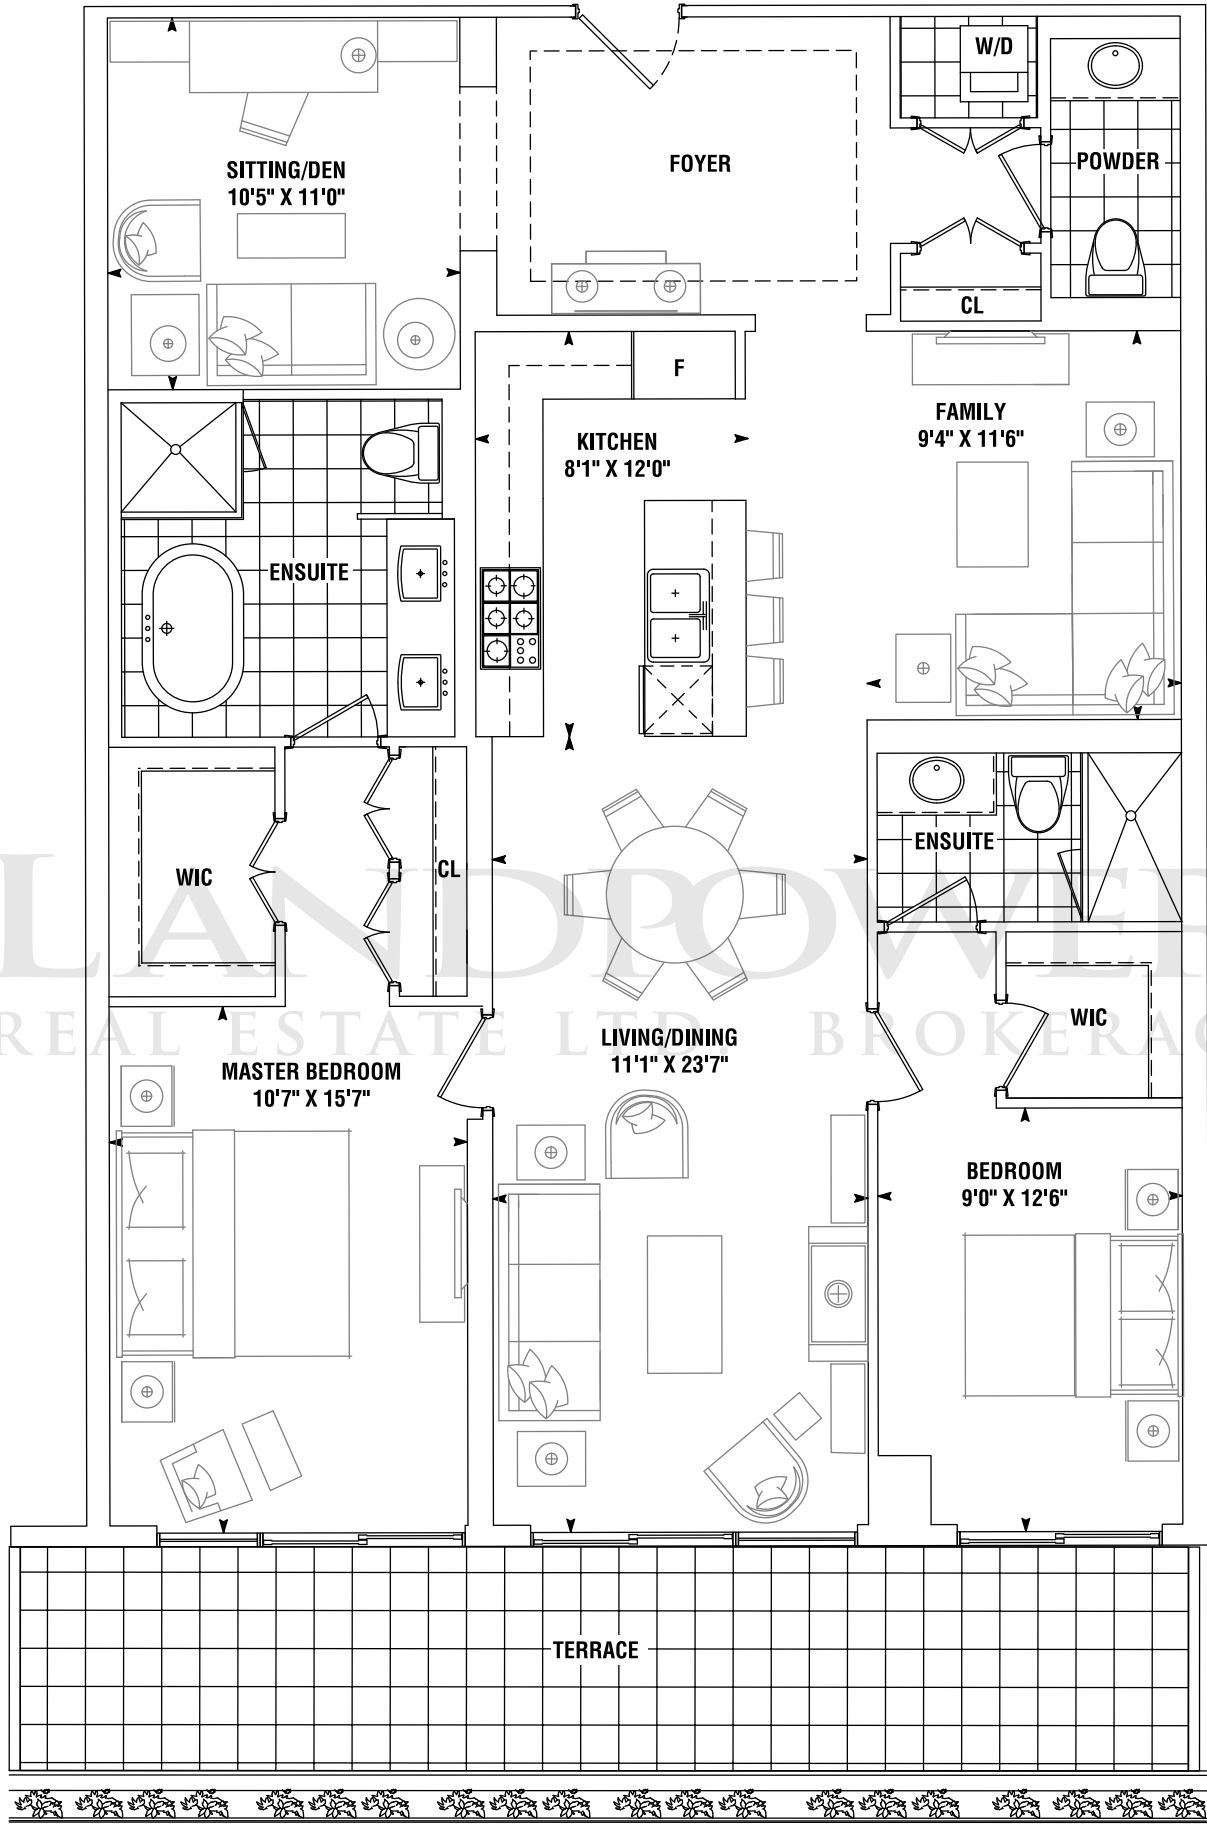 W/D
SITTING/DEN
10'5" X 11'0"
FOYER
POWDER
CL
F
KITCHEN
8'1" X 12'0"
FAMILY
9'4" X 11'6"
ENSUITE
ENSUITE
WIC
CL
LANDPOWER
REAL ESTATE LTD. BROKERAG
WIC
LIVING/DINING
11'1" X 23'7"
MASTER BEDROOM
10'7" X 15'7"
BEDROOM
9'0" X 12'6"
TERRACE